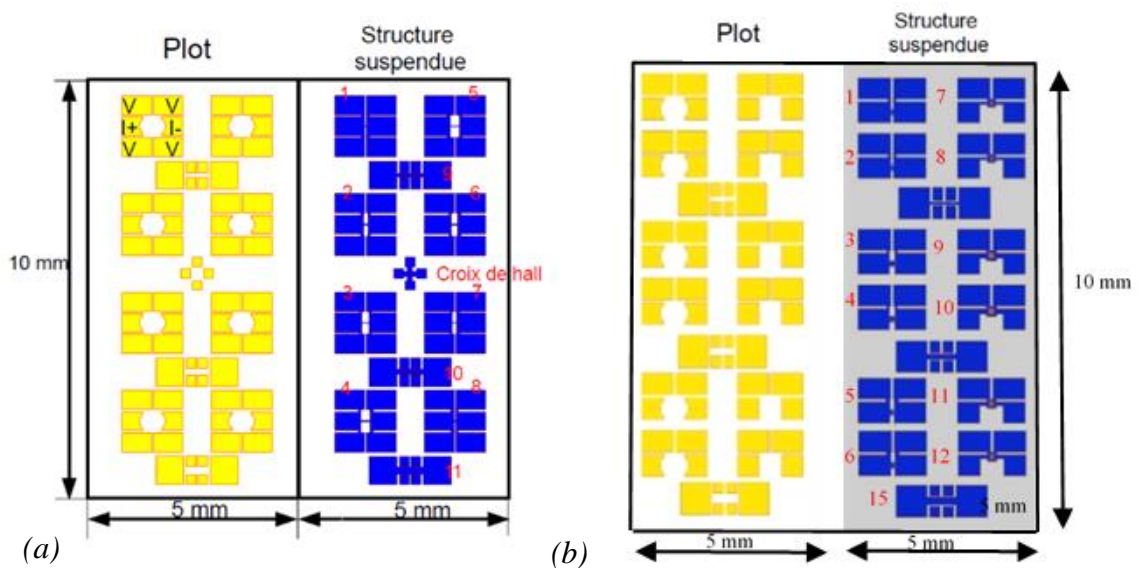 Plot
Structure
suspendue
V V
I+ I-
V V
1
5
9
2
6
10 mm
Croix de hall
3
7
10
4
8
11
5 mm
5 mm
(a)
Plot
Structure
suspendue
1
7
2
8
3
9
4
10
10 mm
5
11
6
12
15
5 mm
5 mm
5 mm
(b)